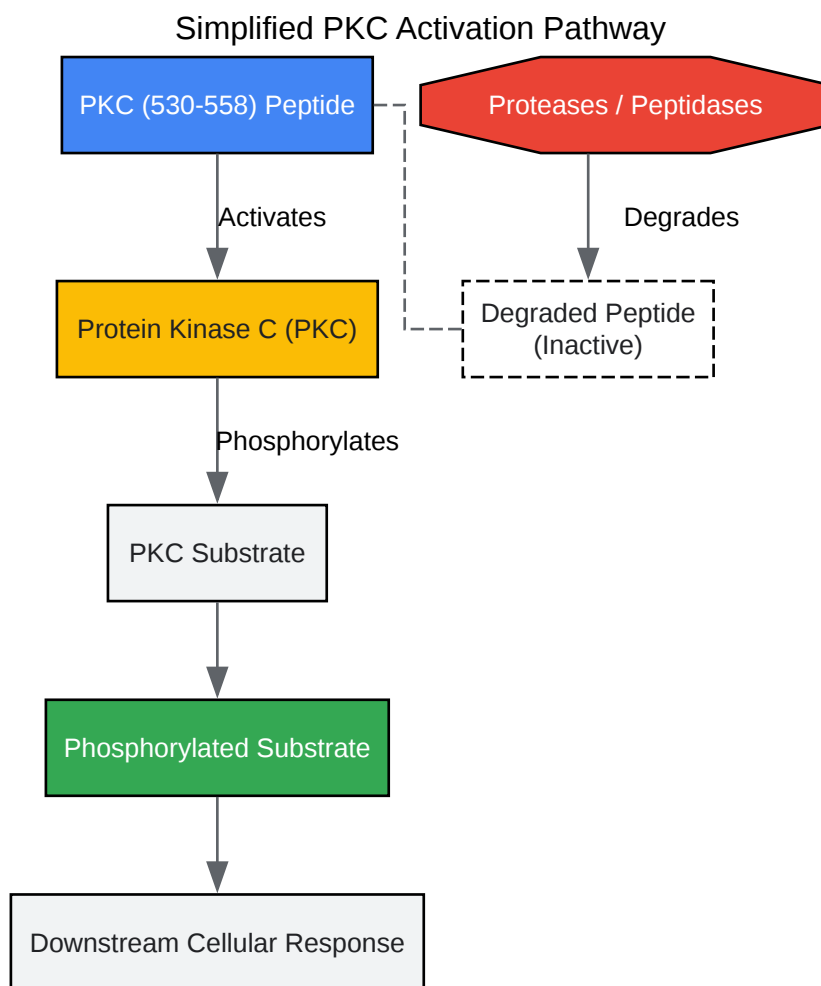 Simplified PKC Activation Pathway
PKC (530-558) Peptide
Proteases / Peptidases
Activates
Degrades
Protein Kinase C (PKC)
Degraded Peptide
(Inactive)
Phosphorylates
PKC Substrate
Phosphorylated Substrate
Downstream Cellular Response